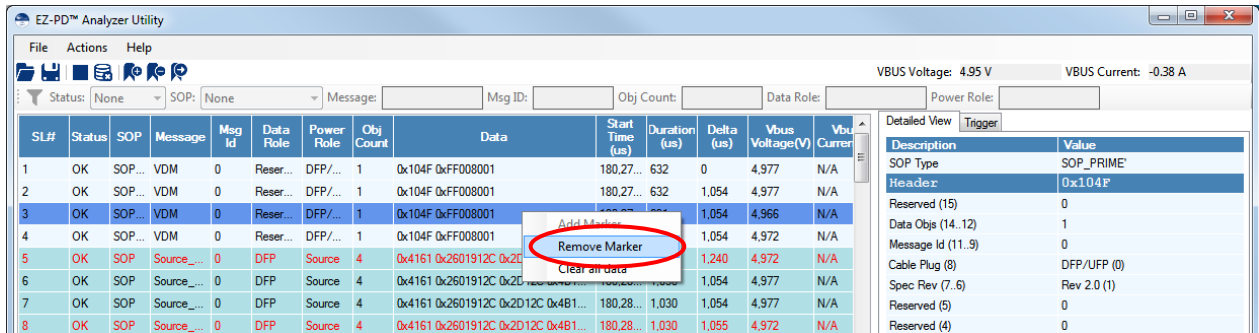 EZ-PD™ Analyzer Utility
File Actions Help
VBUS Voltage: 4.95 V VBUS Current: -0.38 A
Status: None SOP: None Message: Msg ID: Obj Count: Data Role: Power Role:
SL# Status SOP Message Msg Id Data Role Power Role Obj Count Data Start Time (us) Duration (us) Delta (us) Vbus Voltage(V) Vbu Curren
1 OK SOP... VDM 0 Reser... DFP/... 1 0x104F 0xFF008001 180,27... 632 0 4,977 N/A
2 OK SOP... VDM 0 Reser... DFP/... 1 0x104F 0xFF008001 180,27... 632 1,054 4,977 N/A
3 OK SOP... VDM 0 Reser... DFP/... 1 0x104F 0xFF008001 1,054 4,966 N/A
4 OK SOP... VDM 0 Reser... DFP/... 1 0x104F 0xFF008001 1,054 4,972 N/A
5 OK SOP Source_... 0 DFP Source 4 0x4161 0x2601912C 0x2D 1,240 4,972 N/A
6 OK SOP Source_... 0 DFP Source 4 0x4161 0x2601912C 0x2D12C 0x4B1... 1,054 4,977 N/A
7 OK SOP Source_... 0 DFP Source 4 0x4161 0x2601912C 0x2D12C 0x4B1... 180,28... 1,030 1,054 4,977 N/A
8 OK SOP Source_... 0 DFP Source 4 0x4161 0x2601912C 0x2D12C 0x4B1... 180,28... 1,030 1,055 4,972 N/A
Add Marker
Remove Marker
Clear all data
Detailed View Trigger
Description Value
SOP Type SOP_PRIME'
Header 0x104F
Reserved (15) 0
Data Objs (14..12) 1
Message Id (11..9) 0
Cable Plug (8) DFP/UFP (0)
Spec Rev (7..6) Rev 2.0 (1)
Reserved (5) 0
Reserved (4) 0